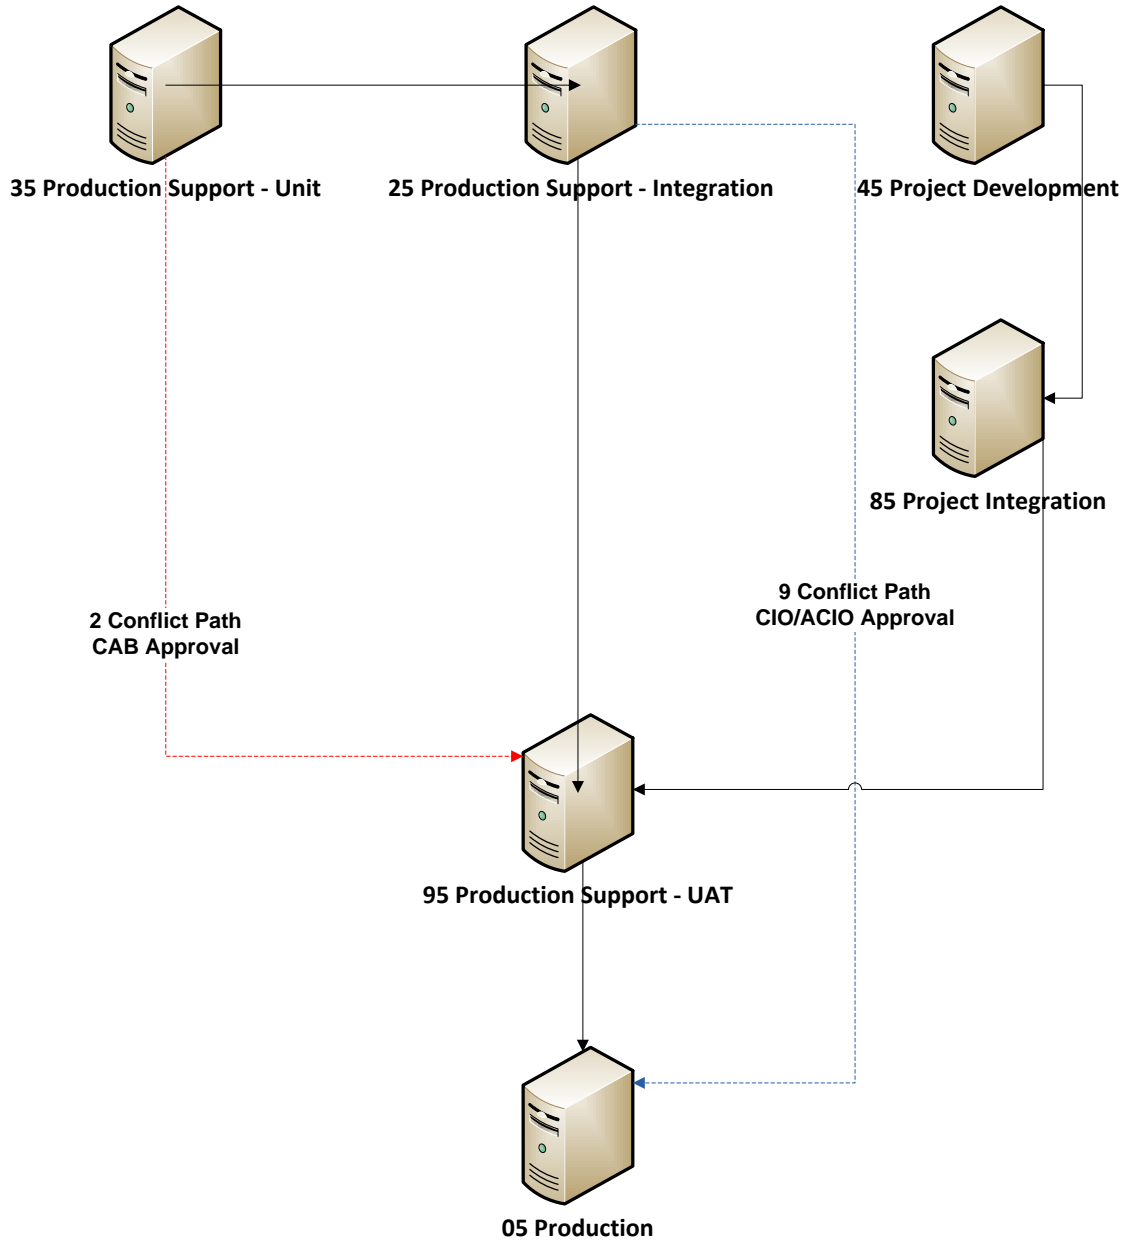 35 Production Support - Unit
25 Production Support - Integration
45 Project Development
85 Project Integration
2 Conflict Path
CAB Approval
9 Conflict Path
CIO/ACIO Approval
95 Production Support - UAT
05 Production